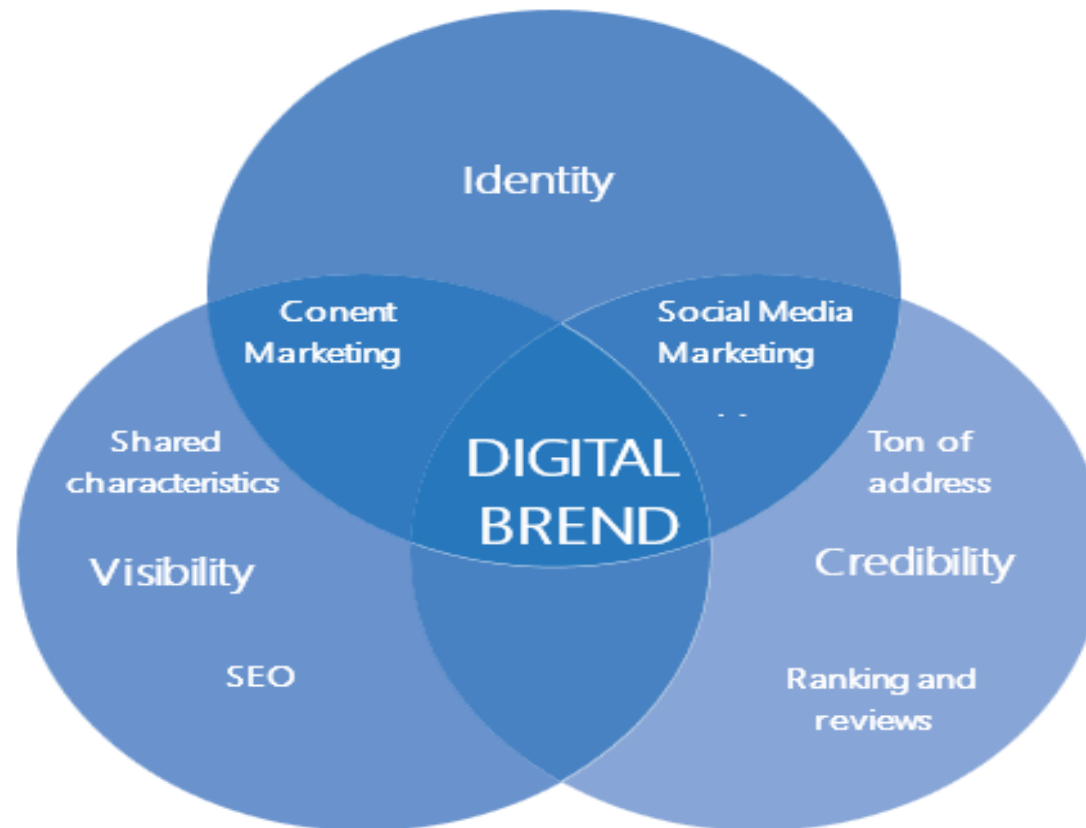 Identity
Conent
Marketing
Social Media
Marketing
Shared
characteristics
DIGITAL
BREND
Ton of
address
Visibility
Credibility
SEO
Ranking and
reviews